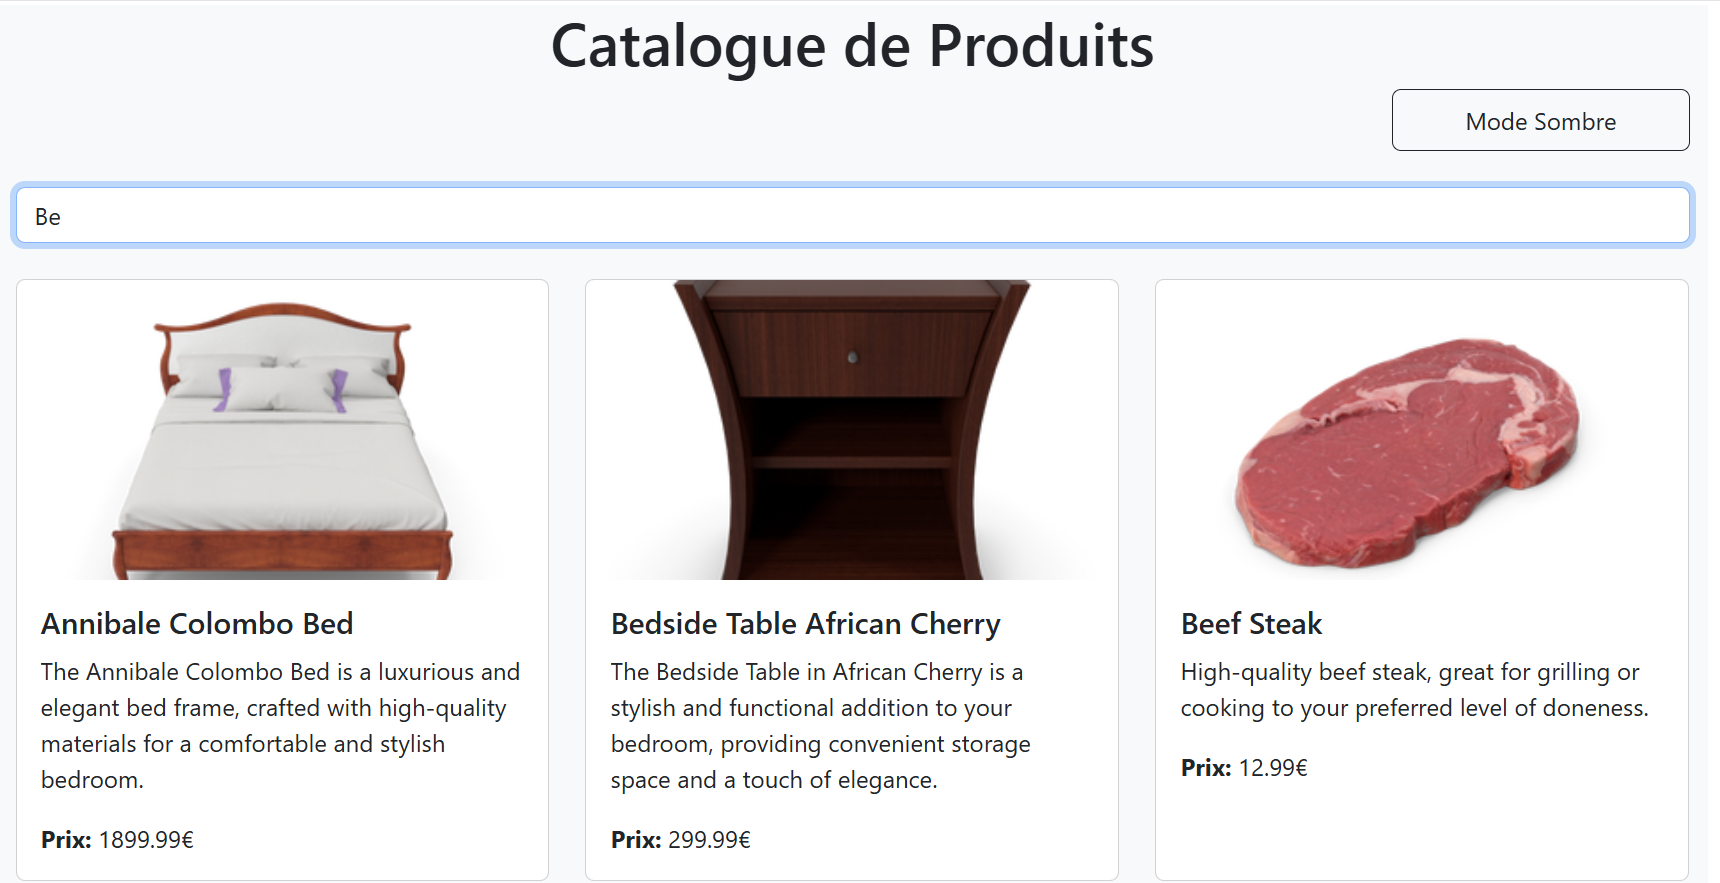 Catalogue de Produits
Mode Sombre
Be
Annibale Colombo Bed
The Annibale Colombo Bed is a luxurious and
elegant bed frame, crafted with high-quality
materials for a comfortable and stylish
bedroom.
Prix: 1899.99€
Bedside Table African Cherry
The Bedside Table in African Cherry is a
stylish and functional addition to your
bedroom, providing convenient storage
space and a touch of elegance.
Prix: 299.99€
Beef Steak
High-quality beef steak, great for grilling or
cooking to your preferred level of doneness.
Prix: 12.99€